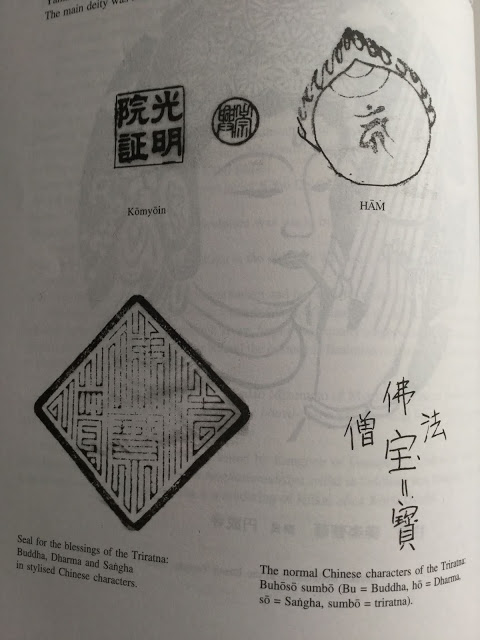 The main deity was
光明
院証
Kōmyōin
HĀṀ
佛
法
僧
宝
=
寶
Seal for the blessings of the Triratna:
Buddha, Dharma and Saṅgha
in stylised Chinese characters.
The normal Chinese characters of the Triratna
Buhōsō sumbō (Bu = Buddha, hō = Dharma,
sō = Saṅgha, sumbō = triratna).